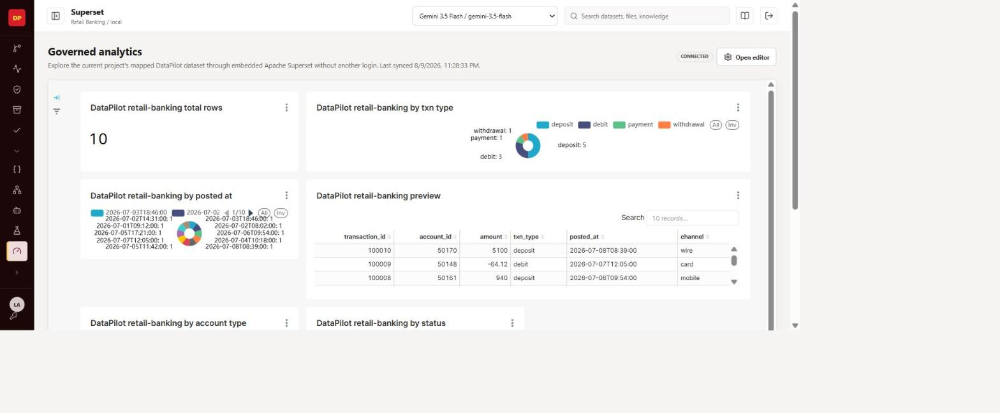 DP
Superset
Retail Banking / local
Gemini 3.5 Flash / gemini-3.5-flash
Search datasets, files, knowledge
Governed analytics
Explore the current project's mapped DataPilot dataset through embedded Apache Superset without another login. Last synced 8/9/2026, 11:28:33 PM.
CONNECTED
Open editor
DataPilot retail-banking total rows
10
DataPilot retail-banking by txn type
deposit debit payment withdrawal All Inv
withdrawal: 1
payment: 1
deposit: 5
debit: 3
DataPilot retail-banking by posted at
2026-07-03T18:46:00 2026-07-02 1/10 All Inv
2026-07-02T14:31:00: 1 2026-07-03T18:46:00: 1
2026-07-01T09:12:00: 1 2026-07-02T08:02:00: 1
2026-07-05T17:21:00: 1 2026-07-06T09:54:00: 1
2026-07-07T12:05:00: 1 2026-07-04T10:18:00: 1
2026-07-05T11:42:00: 1 2026-07-08T08:39:00: 1
DataPilot retail-banking preview
Search 10 records...
transaction_id account_id amount txn_type posted_at channel
100010 50170 5100 deposit 2026-07-08T08:39:00 wire
100009 50148 -64.12 debit 2026-07-07T12:05:00 card
100008 50161 940 deposit 2026-07-06T09:54:00 mobile
LA
DataPilot retail-banking by account type
DataPilot retail-banking by status